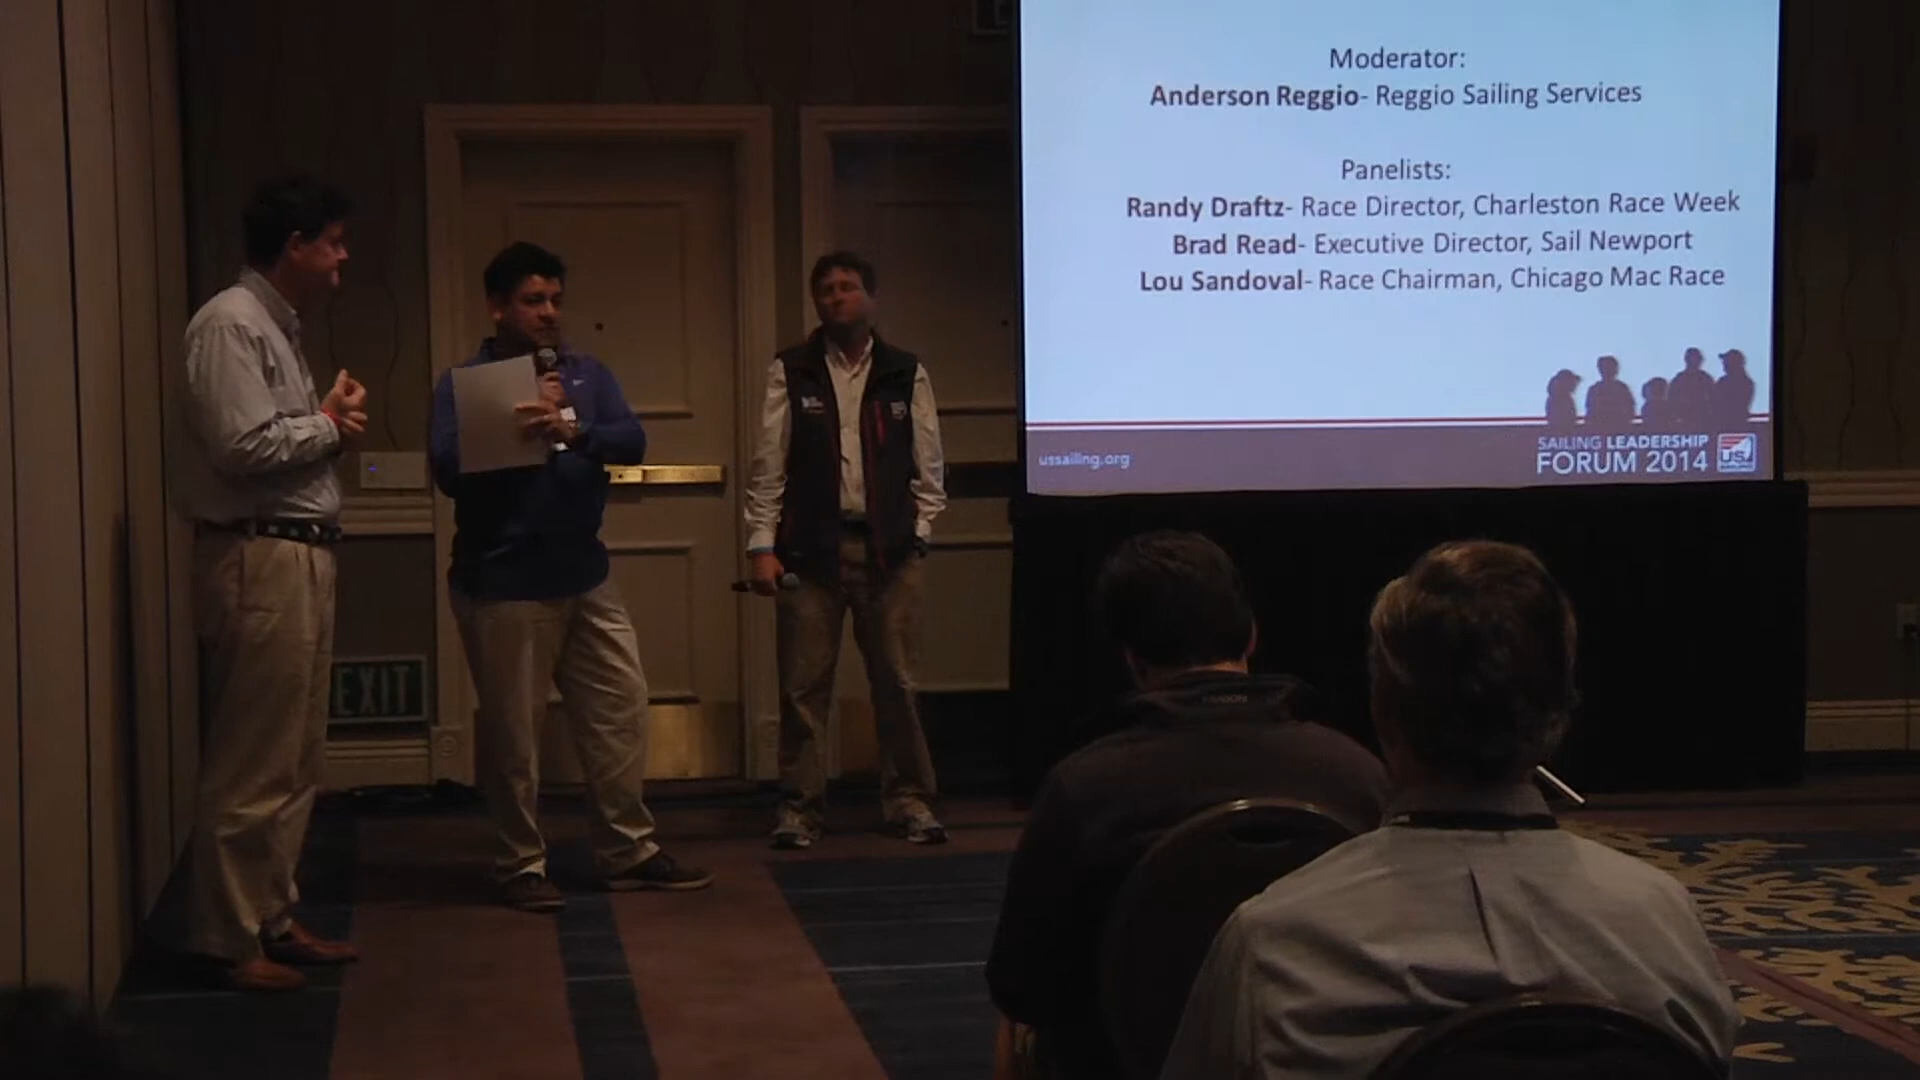 Moderator:
Anderson Reggio- Reggio Sailing Services
Panelists:
Randy Draftz- Race Director, Charleston Race Week
Brad Read- Executive Director, Sail Newport
Lou Sandoval- Race Chairman, Chicago Mac Race
ussailing.org
SAILING LEADERSHIP
FORUM 2014
US
EXIT